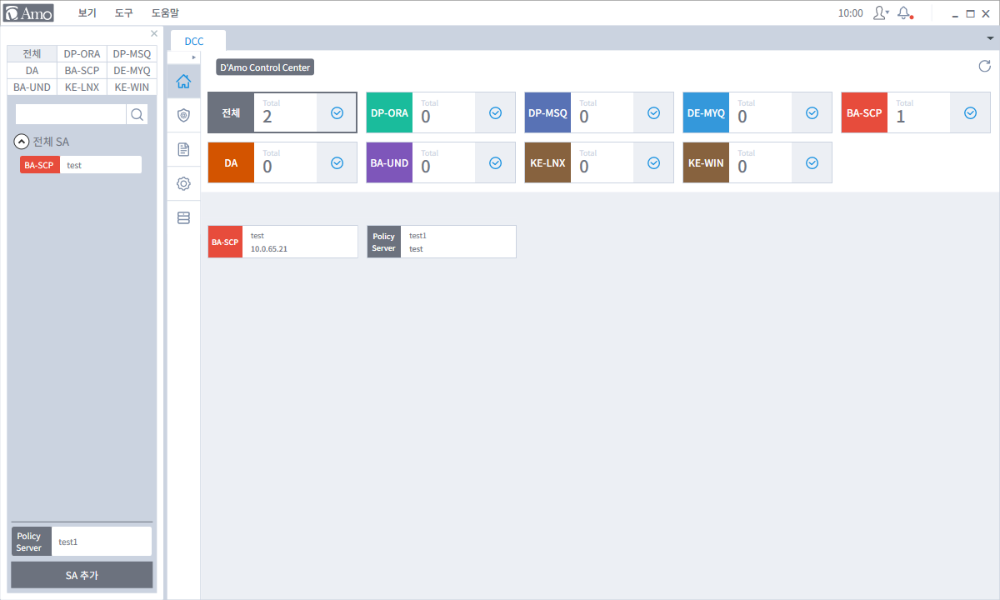 D'Amo
보기 도구 도움말
10:00
전체 DP-ORA DP-MSQ
DA BA-SCP DE-MYQ
BA-UND KE-LNX KE-WIN
전체 SA
BA-SCP test
Policy
Server
test1
SA 추가
DCC
D'Amo Control Center
전체 Total 2
DP-ORA Total 0
DP-MSQ Total 0
DE-MYQ Total 0
BA-SCP Total 1
DA Total 0
BA-UND Total 0
KE-LNX Total 0
KE-WIN Total 0
BA-SCP
test
10.0.65.21
Policy
Server
test1
test